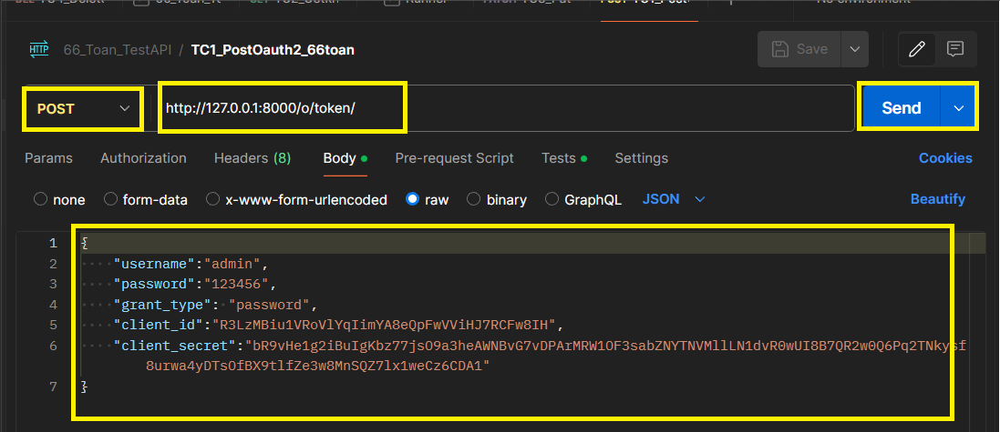 66_Toan_TestAPI / TC1_PostOauth2_66toan
Save
POST
http://127.0.0.1:8000/o/token/
Send
Params Authorization Headers (8) Body Pre-request Script Tests Settings Cookies
none form-data x-www-form-urlencoded raw binary GraphQL JSON Beautify
1 {
2 "username":"admin",
3 "password":"123456",
4 "grant_type": "password",
5 "client_id":"R3LzMBiu1VRoVlYqIimYA8eQpFwVViHJ7RCFw8IH",
6 "client_secret":"bR9vHe1g2iBuIgKbz77jsO9a3heAWNBvG7vDPArMRW1OF3sabZNYTNVMllLN1dvR0wUI8B7QR2w0Q6Pq2TNkysf
8urwa4yDTsOfBX9tlfZe3w8MnSQZ7lx1weCz6CDA1"
7 }